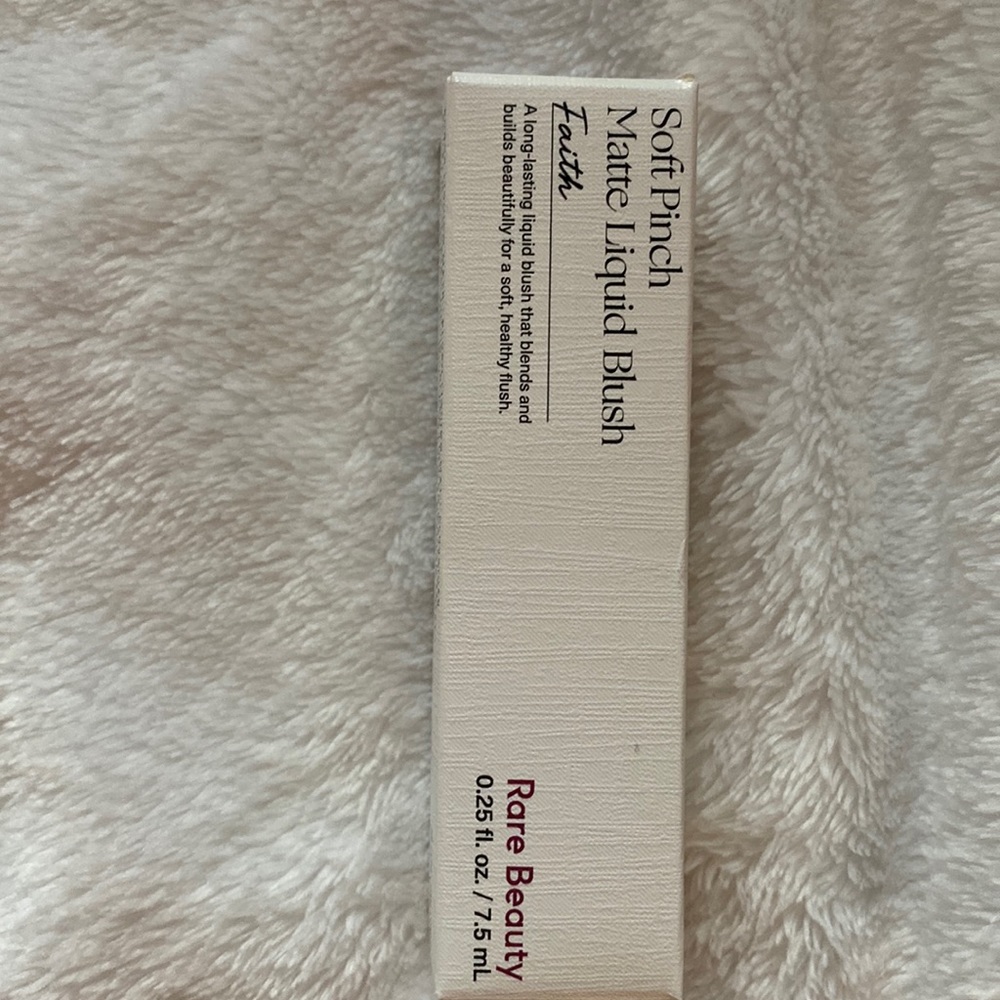 Soft Pinch
Matte Liquid Blush
Faith
A long-lasting liquid blush that blends and
builds beautifully for a soft, healthy flush.
Rare Beauty
0.25 fl. oz. / 7.5 mL